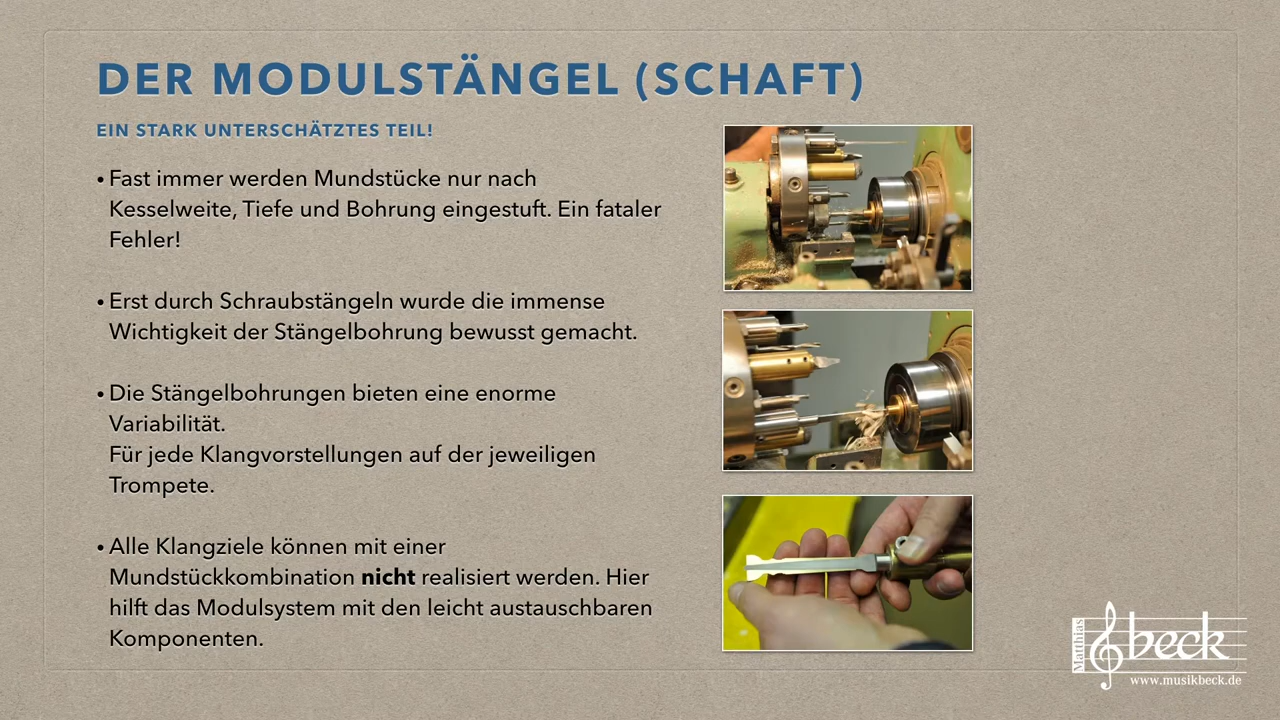 DER MODULSTÄNGEL (SCHAFT)
EIN STARK UNTERSCHÄTZTES TEIL!
• Fast immer werden Mundstücke nur nach
Kesselweite, Tiefe und Bohrung eingestuft. Ein fataler
Fehler!
• Erst durch Schraubstängeln wurde die immense
Wichtigkeit der Stängelbohrung bewusst gemacht.
• Die Stängelbohrungen bieten eine enorme
Variabilität.
Für jede Klangvorstellungen auf der jeweiligen
Trompete.
• Alle Klangziele können mit einer
Mundstückkombination nicht realisiert werden. Hier
hilft das Modulsystem mit den leicht austauschbaren
Komponenten.
Matthias
beck
www.musikbeck.de